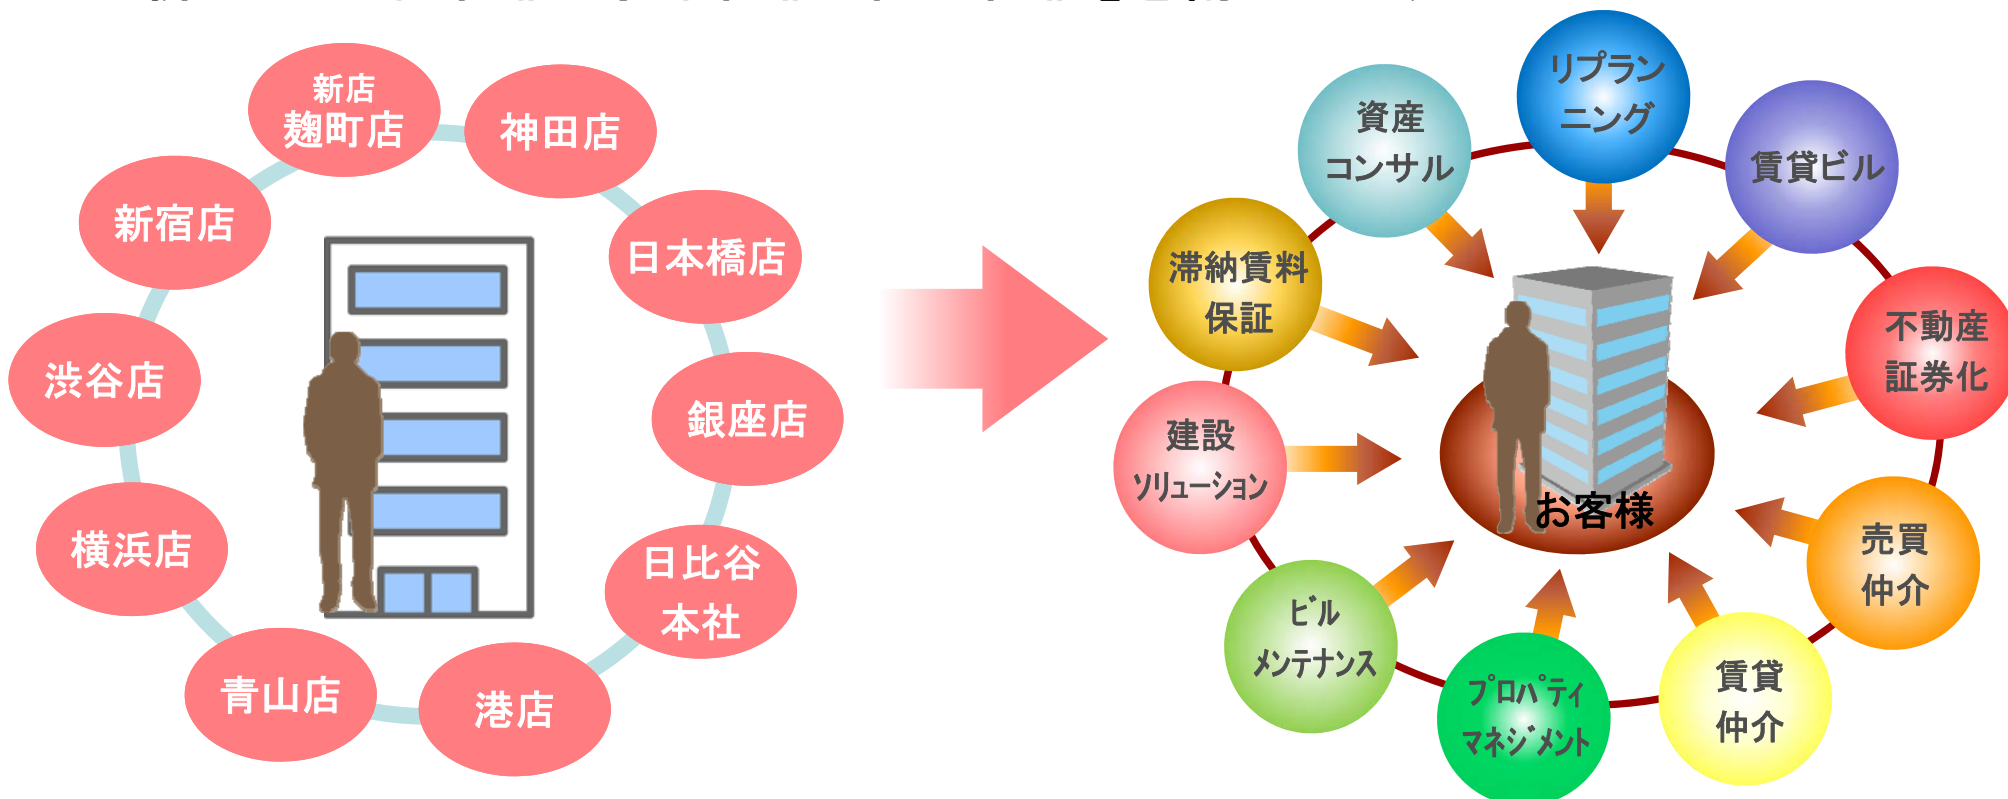 新店
麹町店
神田店
日本橋店
銀座店
日比谷
本社
港店
青山店
横浜店
渋谷店
新宿店
リプラン
ニング
賃貸ビル
不動産
証券化
売買
仲介
賃貸
仲介
プロパティ
マネジメント
ビル
メンテナンス
建設
ソリューション
滞納賃料
保証
資産
コンサル
お客様